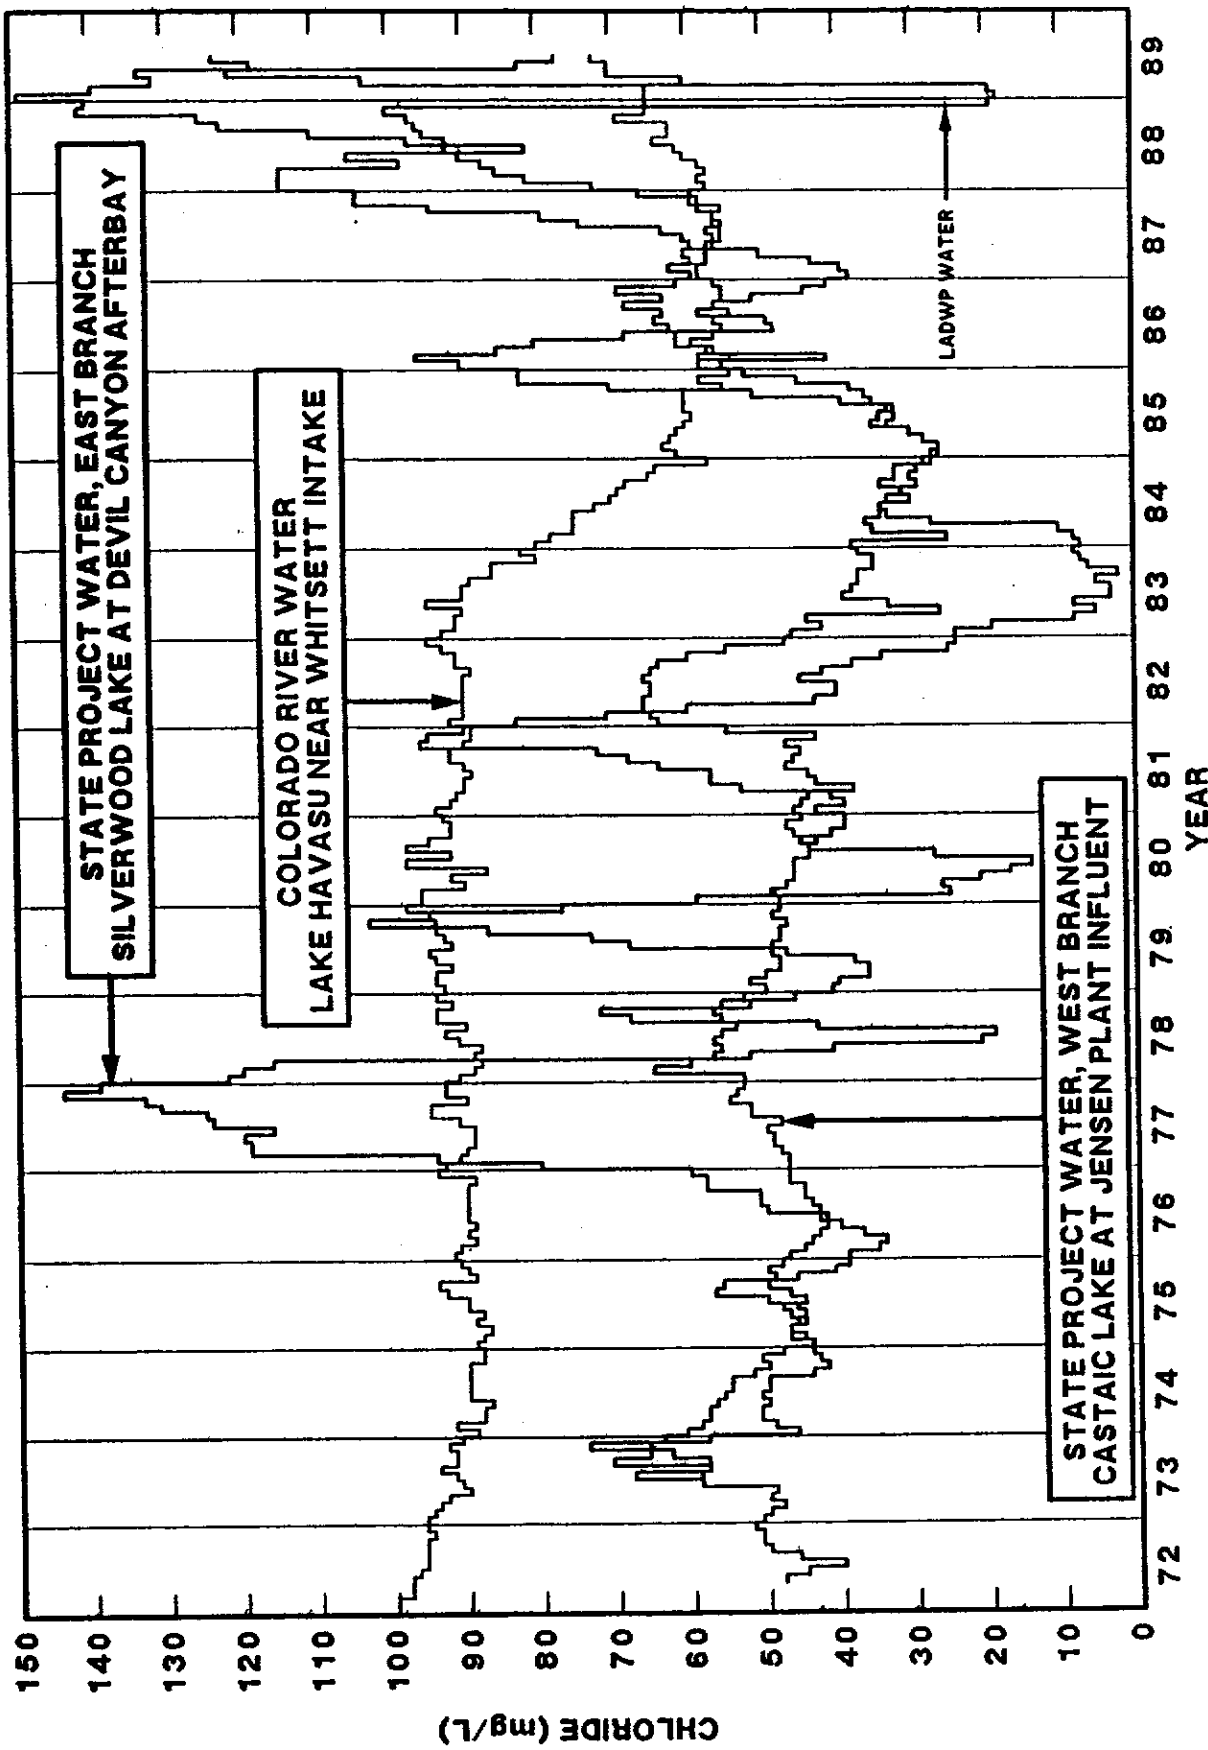 STATE PROJECT WATER, EAST BRANCH
SILVERWOOD LAKE AT DEVIL CANYON AFTERBAY
COLORADO RIVER WATER
LAKE HAVASU NEAR WHITSETT INTAKE
LADWP WATER
STATE PROJECT WATER, WEST BRANCH
CASTAIC LAKE AT JENSEN PLANT INFLUENT
CHLORIDE (mg/L)
150
140
130
120
110
100
90
80
70
60
50
40
30
20
10
0
72 73 74 75 76 77 78 79 80 81 82 83 84 85 86 87 88 89
YEAR